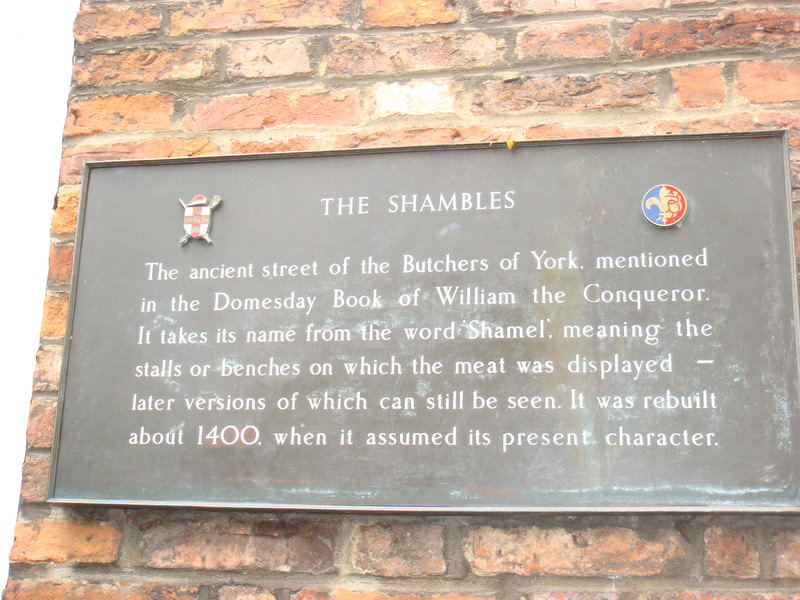 THE SHAMBLES
The ancient street of the Butchers of York, mentioned
in the Domesday Book of William the Conqueror.
It takes its name from the word 'Shamel', meaning the
stalls or benches on which the meat was displayed –
later versions of which can still be seen. It was rebuilt
about 1400, when it assumed its present character.